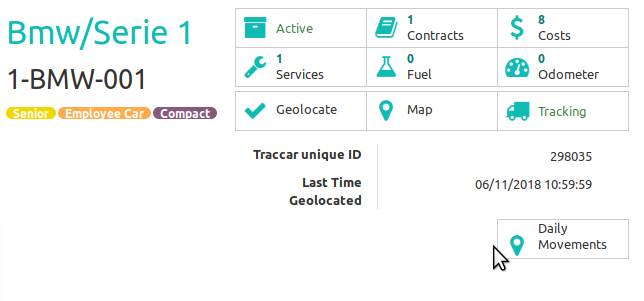 Bmw/Serie 1
1-BMW-001
Senior Employee Car Compact
Active
1
Contracts
8
Costs
1
Services
0
Fuel
0
Odometer
Geolocate
Map
Tracking
Traccar unique ID 298035
Last Time
Geolocated
06/11/2018 10:59:59
Daily
Movements